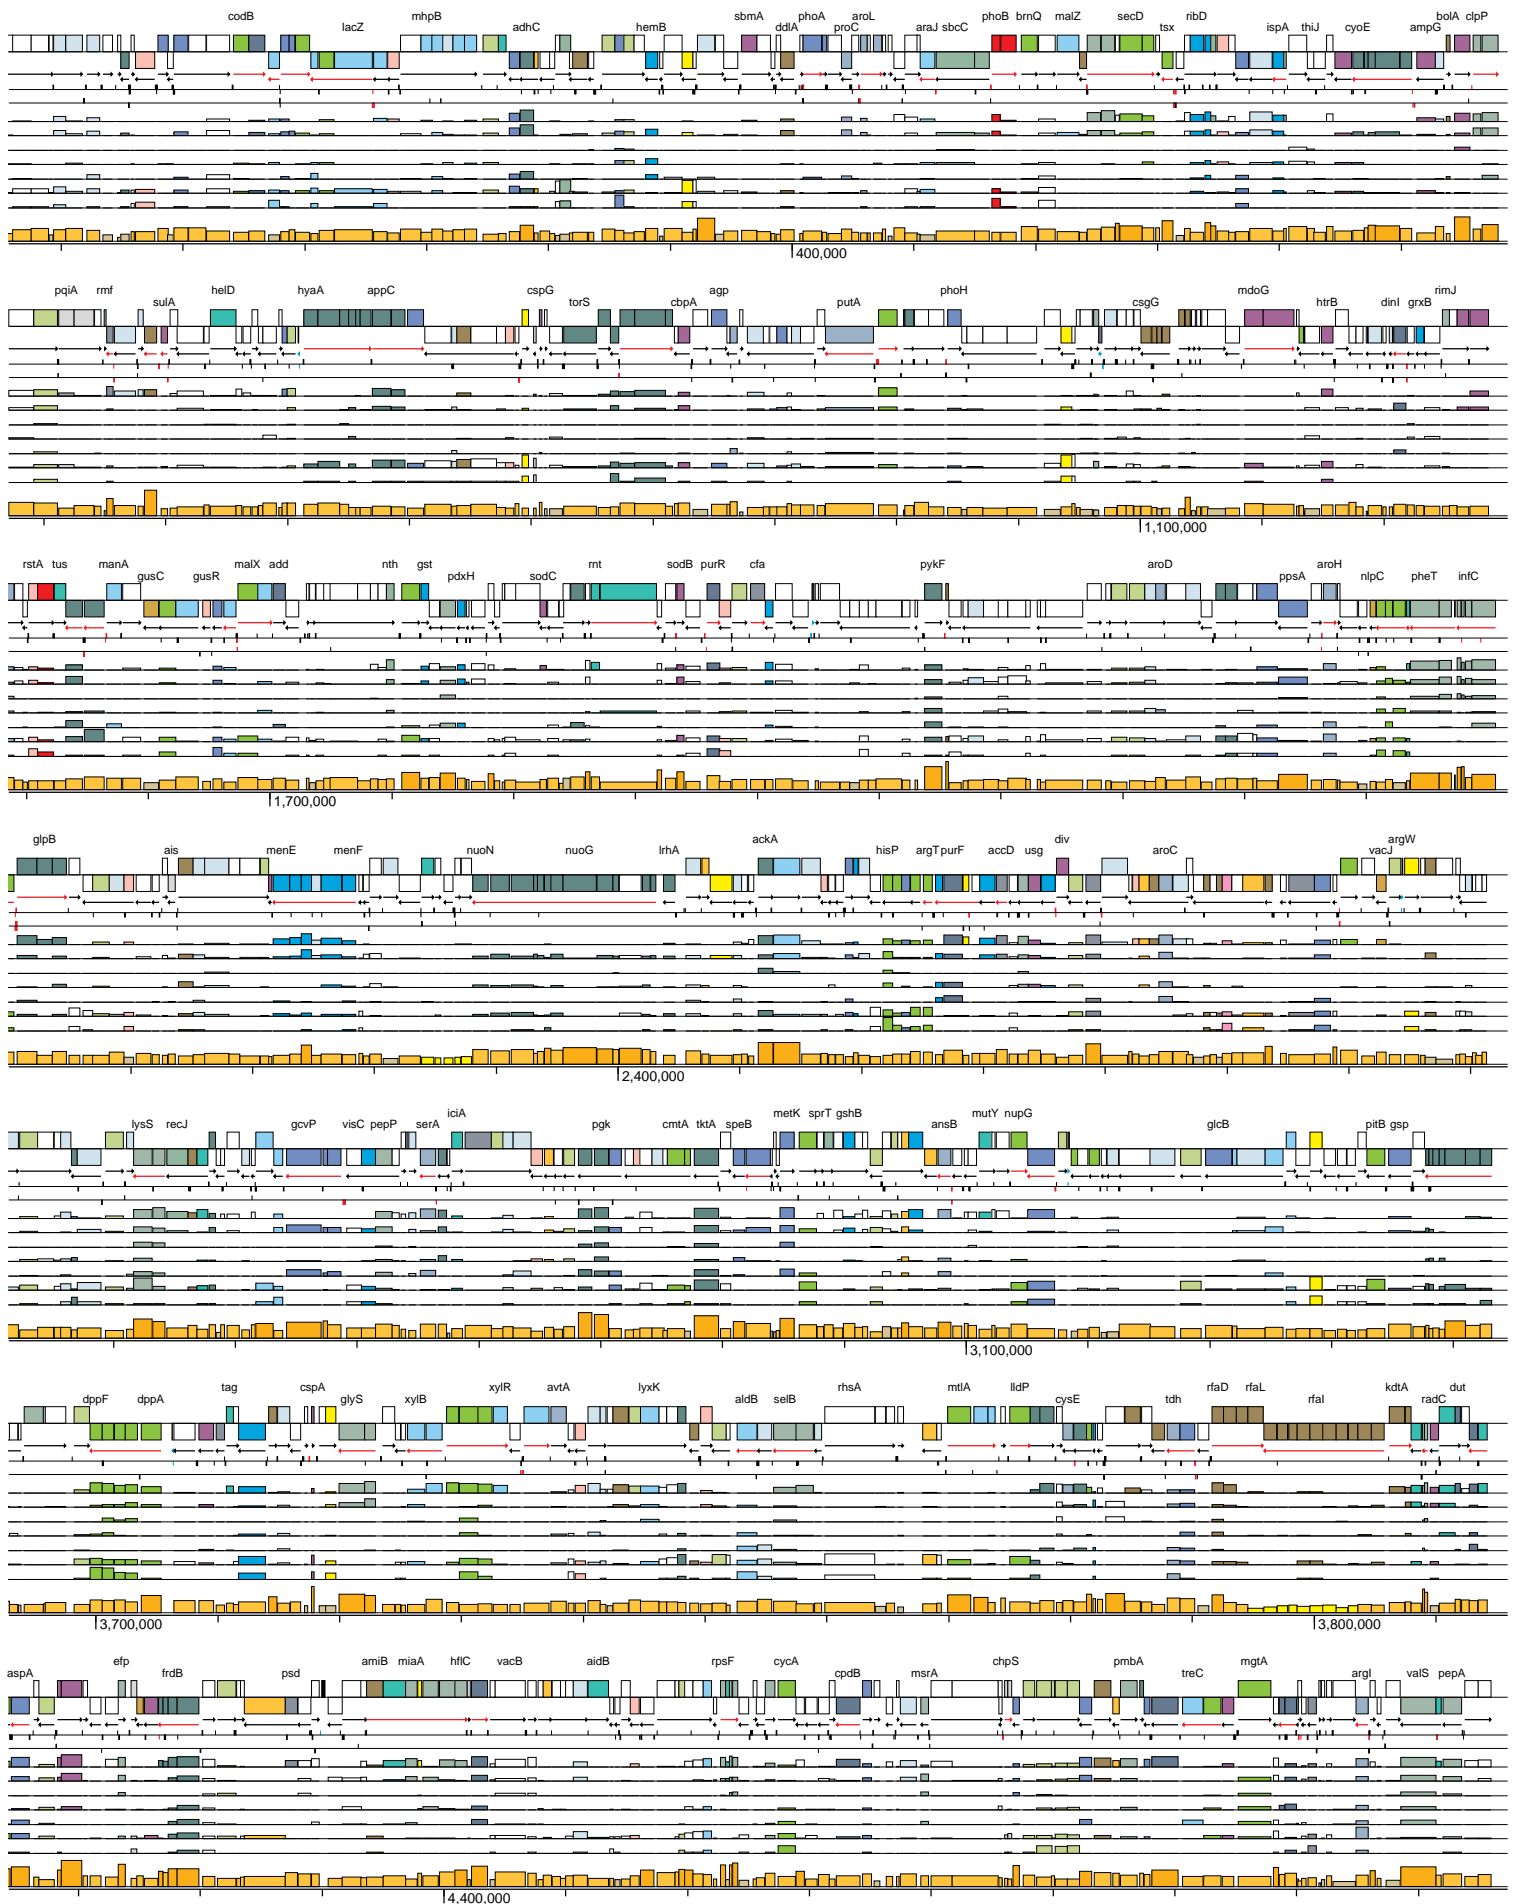 codB lacZ mhpB adhC hemB sbmA ddlA phoA proC aroL araJ sbcC phoB brnQ malZ secD tsx ribD ispA thiJ cyoE ampG bolA clpP
400,000
pqiA rmf sulA helD hyaA appC cspG torS cbpA agp putA phoH csgG mdoG htrB dinI grxB rimJ
1,100,000
rstA tus manA gusC gusR malX add nth gst pdxH sodC rnt sodB purR cfa pykF aroD ppsA aroH nlpC pheT infC
1,700,000
glpB ais menE menF nuoN nuoG lrhA ackA hisP argT purF accD usg div aroC vacJ argW
2,400,000
lysS recJ gcvP visC pepP serA iciA pgk cmtA tktA speB metK sprT gshB ansB mutY nupG glcB pitB gsp
3,100,000
dppF dppA tag cspA glyS xylB xylR avtA lyxK aldB selB rhsA mtlA lldP cysE tdh rfaD rfaL rfaI kdtA radC dut
3,700,000 3,800,000
aspA efp frdB psd amiB miaA hflC vacB aidB rpsF cycA cpdB msrA chpS pmbA treC mgtA argI valS pepA
4,400,000